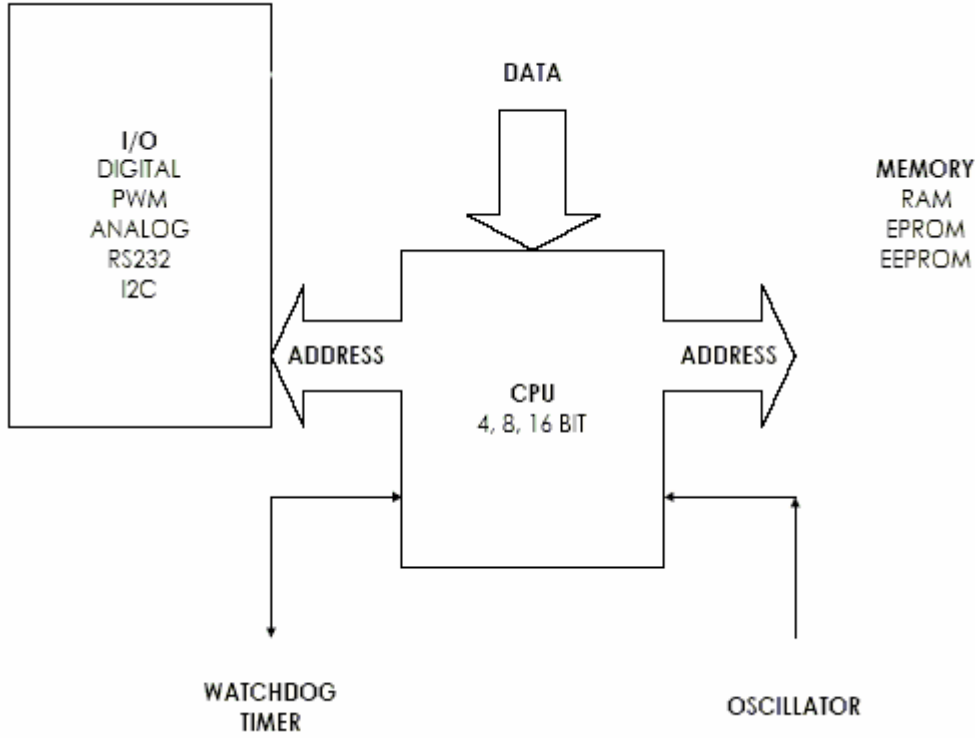 I/O
DIGITAL
PWM
ANALOG
RS232
I2C
DATA
MEMORY
RAM
EPROM
EEPROM
ADDRESS
CPU
4, 8, 16 BIT
ADDRESS
WATCHDOG
TIMER
OSCILLATOR